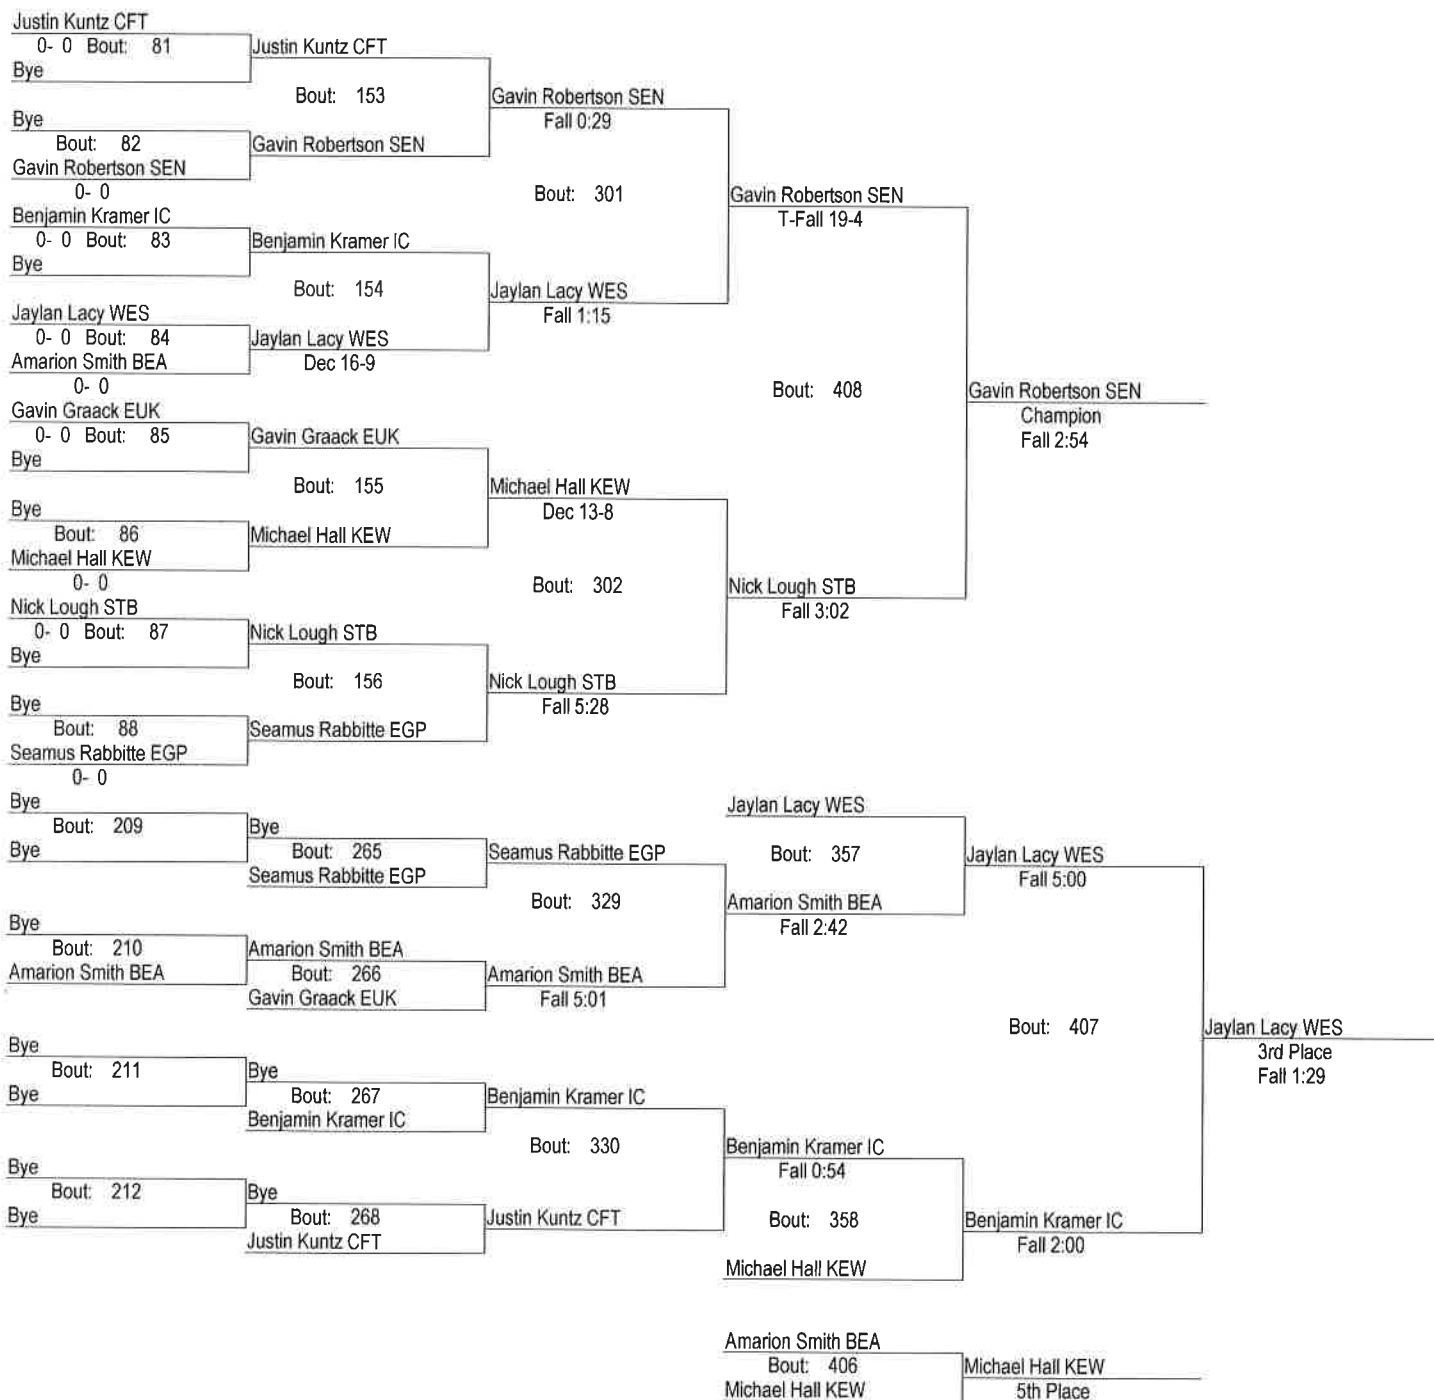 Justin Kuntz CFT
0- 0 Bout: 81
Bye
Justin Kuntz CFT
Bout: 153
Bye
Bout: 82
Gavin Robertson SEN
0- 0
Gavin Robertson SEN
Gavin Robertson SEN
Fall 0:29
Bout: 301
Benjamin Kramer IC
0- 0 Bout: 83
Bye
Benjamin Kramer IC
Bout: 154
Jaylan Lacy WES
0- 0 Bout: 84
Amarion Smith BEA
0- 0
Jaylan Lacy WES
Dec 16-9
Jaylan Lacy WES
Fall 1:15
Gavin Robertson SEN
T-Fall 19-4
Bout: 408
Gavin Robertson SEN
Champion
Fall 2:54
Gavin Graack EUK
0- 0 Bout: 85
Bye
Gavin Graack EUK
Bout: 155
Bye
Bout: 86
Michael Hall KEW
0- 0
Michael Hall KEW
Michael Hall KEW
Dec 13-8
Bout: 302
Nick Lough STB
0- 0 Bout: 87
Bye
Nick Lough STB
Bout: 156
Bye
Bout: 88
Seamus Rabbitte EGP
0- 0
Seamus Rabbitte EGP
Nick Lough STB
Fall 5:28
Nick Lough STB
Fall 3:02
Bye
Bout: 209
Bye
Bye
Bout: 265
Seamus Rabbitte EGP
Seamus Rabbitte EGP
Bout: 329
Bye
Bout: 210
Amarion Smith BEA
Amarion Smith BEA
Bout: 266
Gavin Graack EUK
Amarion Smith BEA
Fall 5:01
Jaylan Lacy WES
Bout: 357
Amarion Smith BEA
Fall 2:42
Jaylan Lacy WES
Fall 5:00
Bout: 407
Jaylan Lacy WES
3rd Place
Fall 1:29
Bye
Bout: 211
Bye
Bye
Bout: 267
Benjamin Kramer IC
Benjamin Kramer IC
Bout: 330
Bye
Bout: 212
Bye
Bye
Bout: 268
Justin Kuntz CFT
Justin Kuntz CFT
Benjamin Kramer IC
Fall 0:54
Bout: 358
Michael Hall KEW
Benjamin Kramer IC
Fall 2:00
Amarion Smith BEA
Bout: 406
Michael Hall KEW
Michael Hall KEW
5th Place